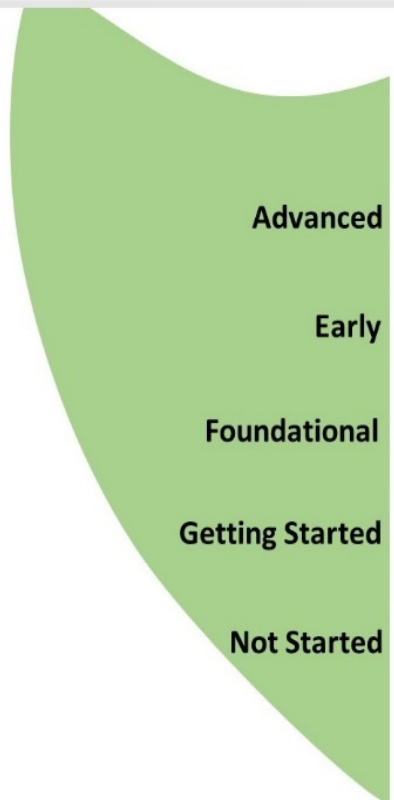 Advanced
Early
Foundational
Getting Started
Not Started